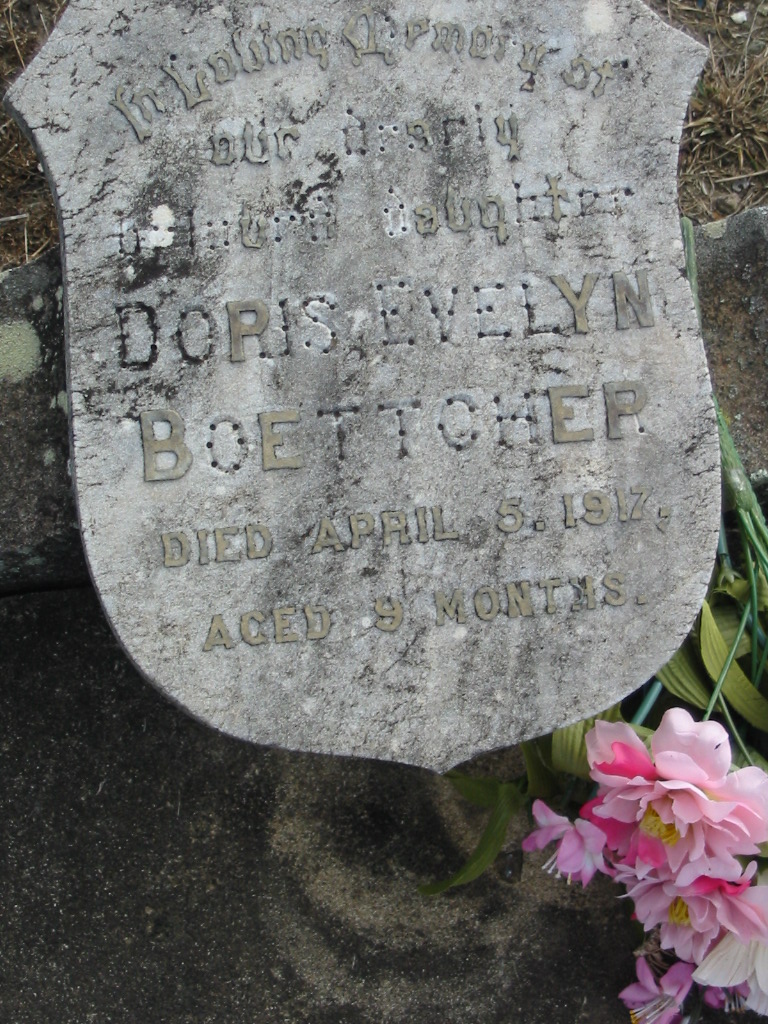 In Loving Memory of
our dearly
beloved daughter
DORIS EVELYN
BOETTCHER
DIED APRIL 5. 1917,
AGED 9 MONTHS.